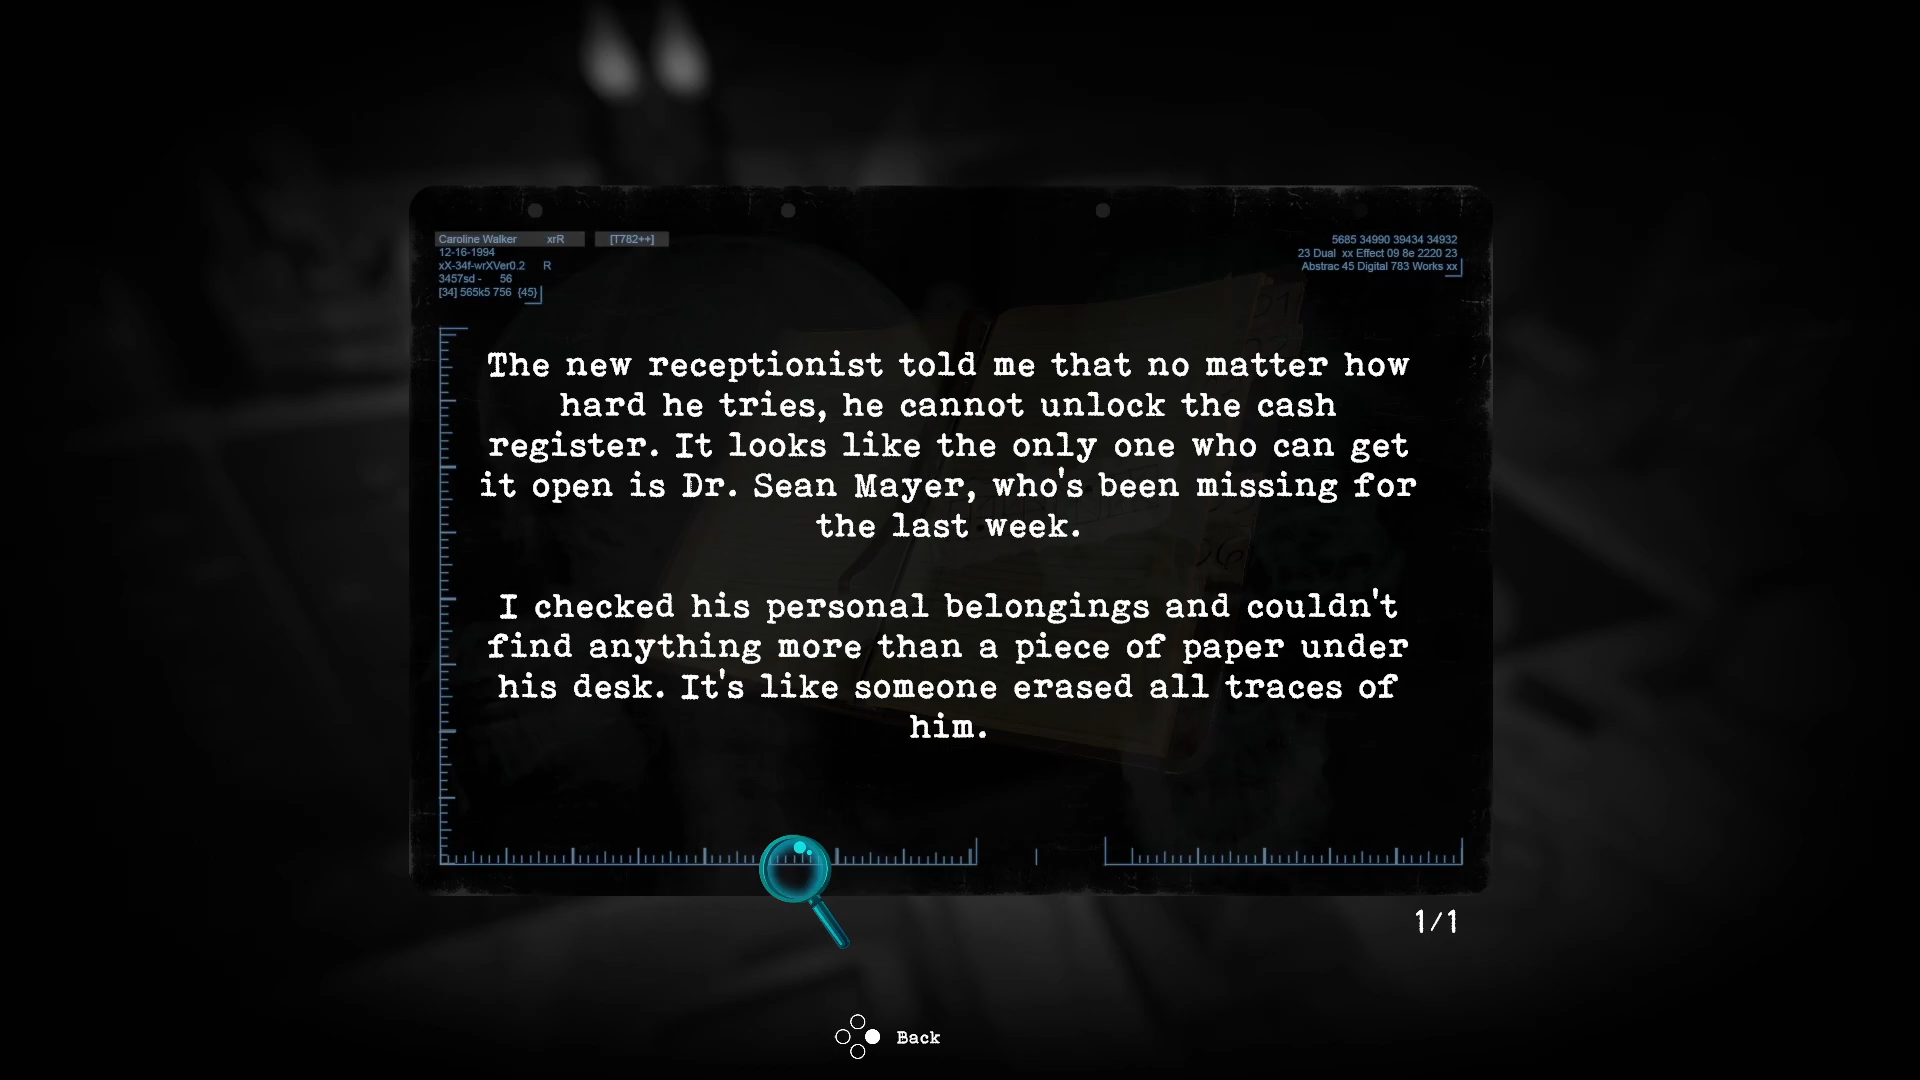 Caroline Walker xrR [T782++]
12-16-1994
xX-34f-wrXVer0.2 R
3457sd - 56
[34] 565k5 756 {45}
5685 34990 39434 34932
23 Dual xx Effect 09 8e 2220 23
Abstrac 45 Digital 783 Works xx
The new receptionist told me that no matter how
hard he tries, he cannot unlock the cash
register. It looks like the only one who can get
it open is Dr. Sean Mayer, who's been missing for
the last week.
I checked his personal belongings and couldn't
find anything more than a piece of paper under
his desk. It's like someone erased all traces of
him.
1/1
Back